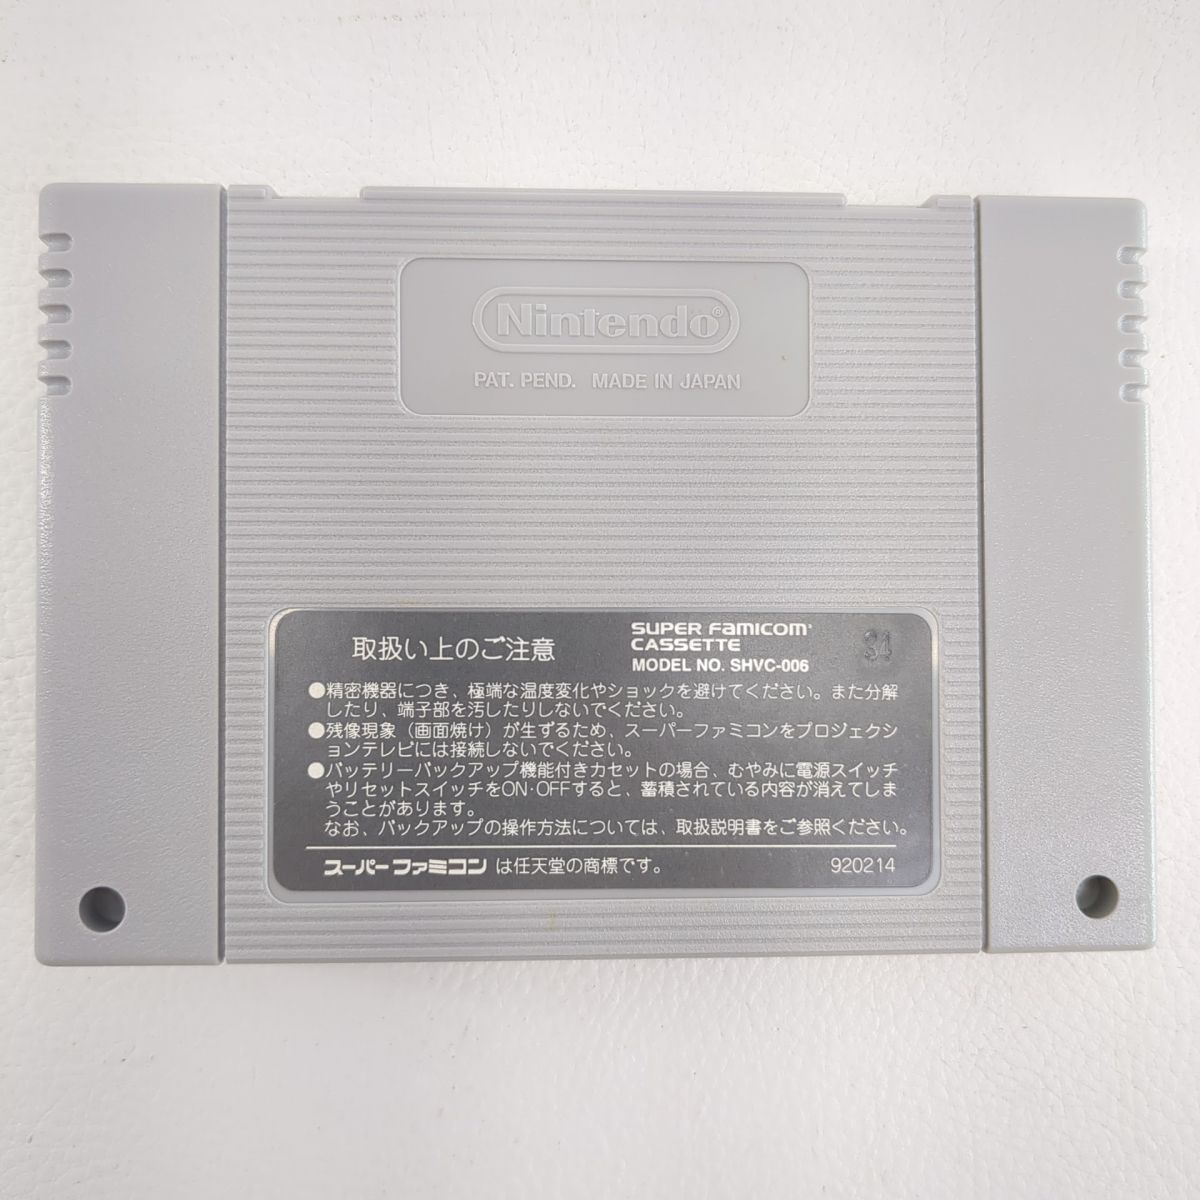 Nintendo®
PAT. PEND. MADE IN JAPAN
取扱い上のご注意
SUPER FAMICOM
CASSETTE
MODEL NO. SHVC-006
34
●精密機器につき、極端な温度変化やショックを避けてください。また分解
したり、端子部を汚したりしないでください。
●残像現象(画面焼け)が生ずるため、スーパーファミコンをプロジェクシ
ョンテレビには接続しないでください。
●バッテリーバックアップ機能付きカセットの場合、むやみに電源スイッチ
やリセットスイッチをON・OFFすると、蓄積されている内容が消えてしま
うことがあります。
なお、バックアップの操作方法については、取扱説明書をご参照ください。
スーパーファミコン は任天堂の商標です。
920214